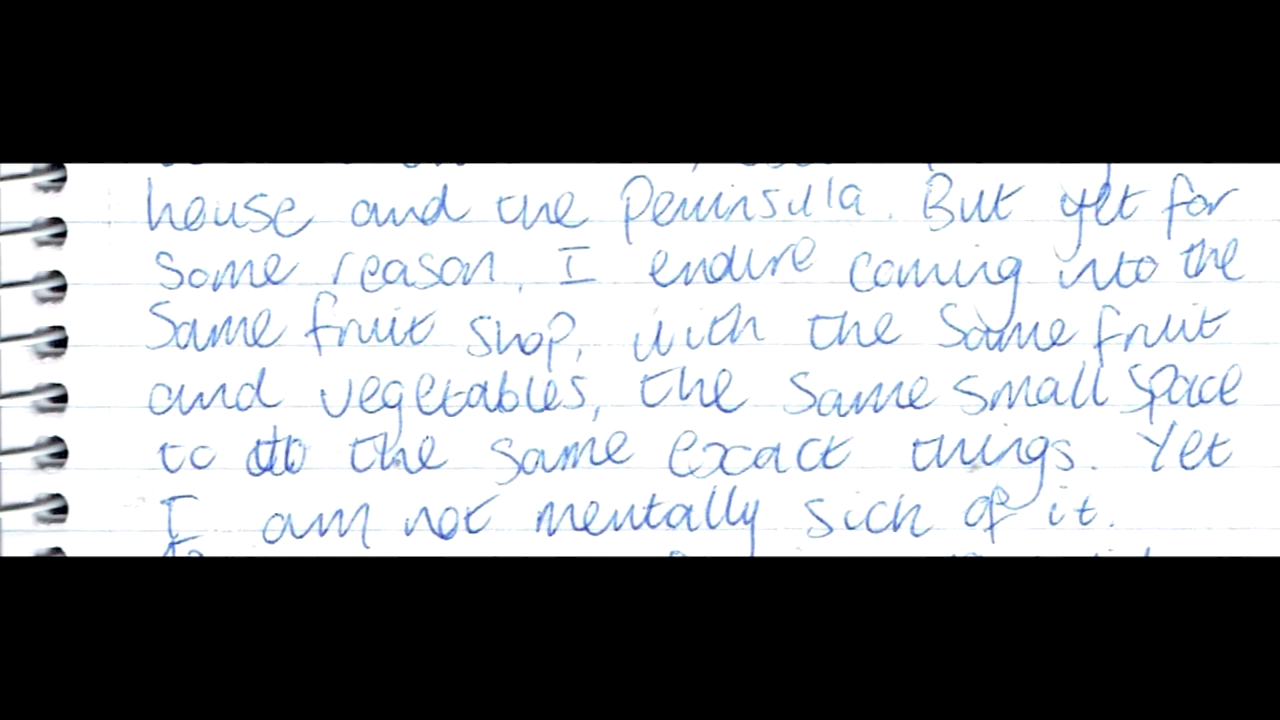 house and the Peninsula. But yet for
some reason, I endure coming into the
same fruit shop, with the same fruit
and vegetables, the same small space
to do the same exact things. Yet
I am not mentally sick of it.